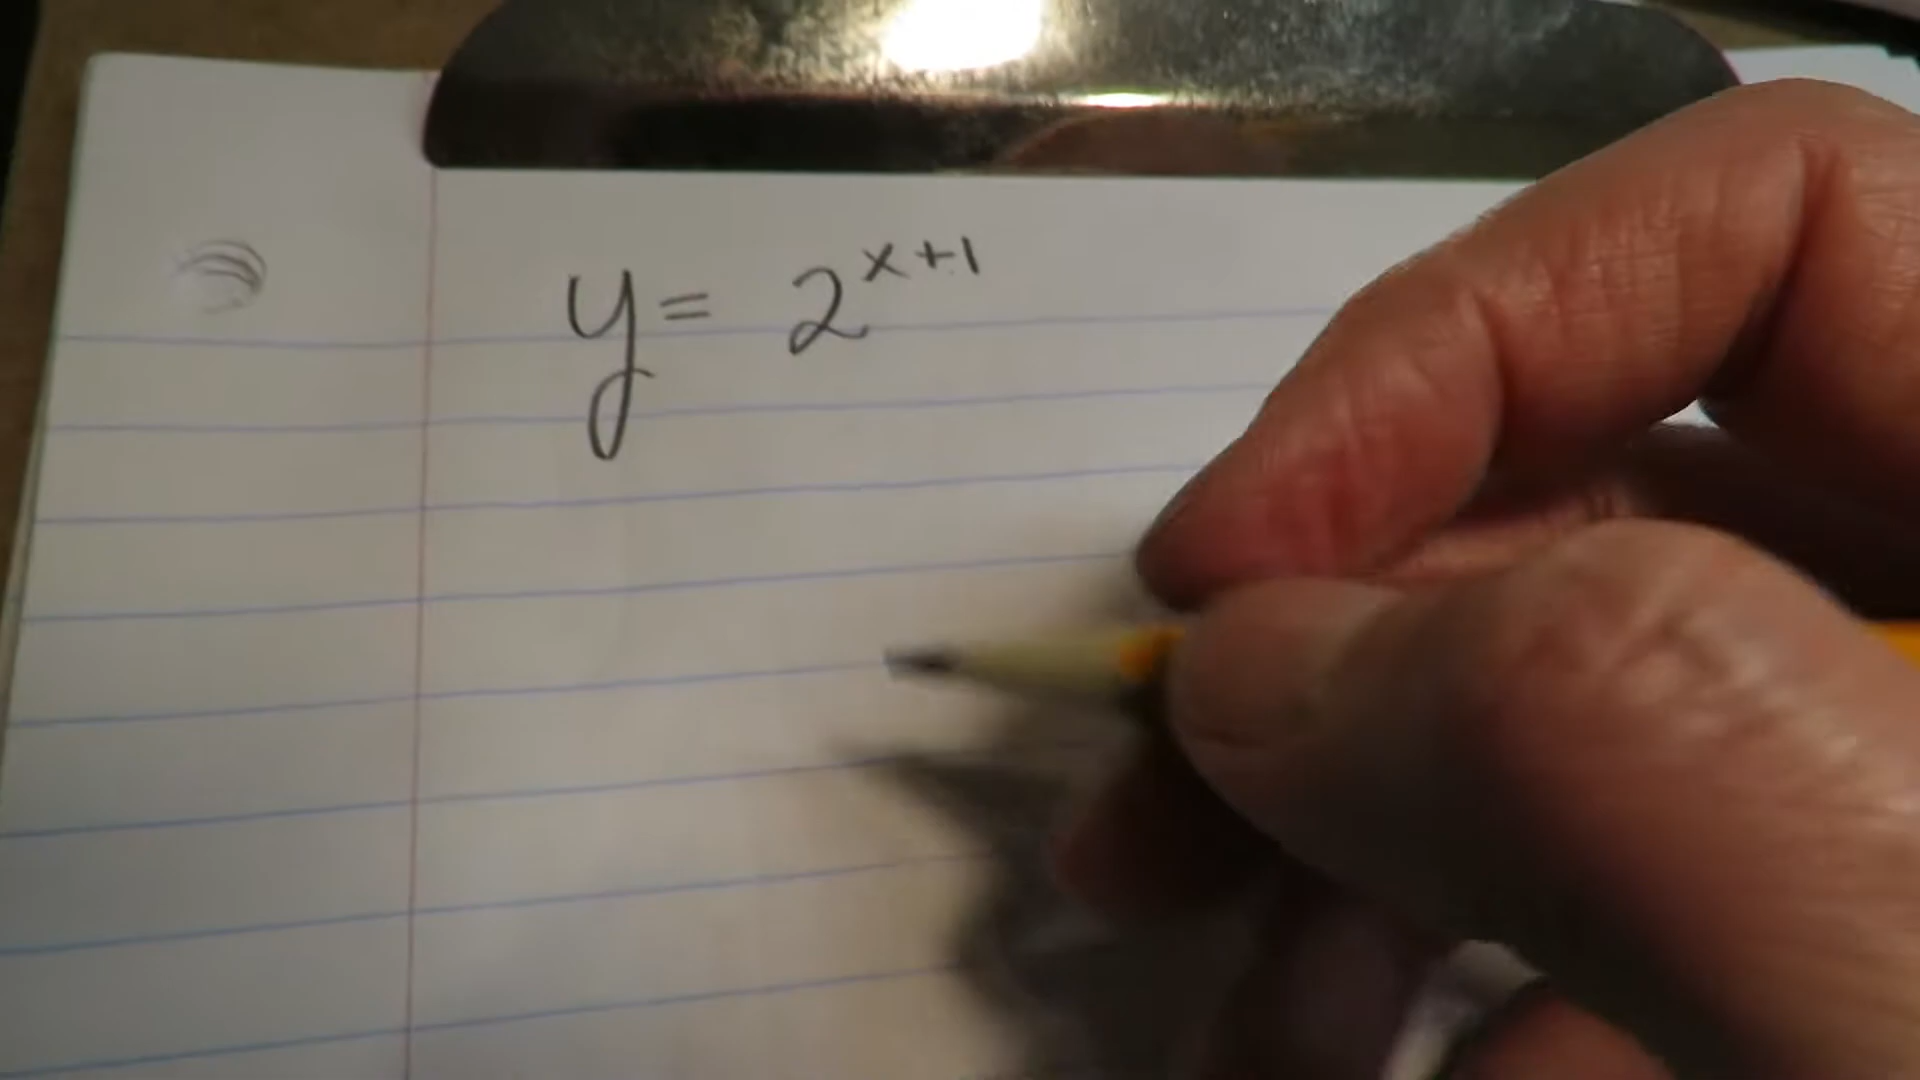 y = 2^{x+1}